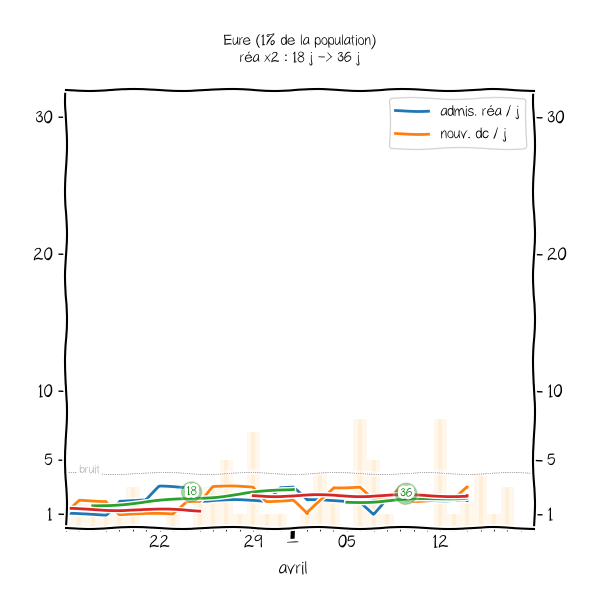 Eure (1% de la population)
réa x2 : 18 j -> 36 j
admis. réa / j
nouv. dc / j
30
30
20
20
10
10
5
5
bruit
18
36
1
1
22
29
05
12
avril